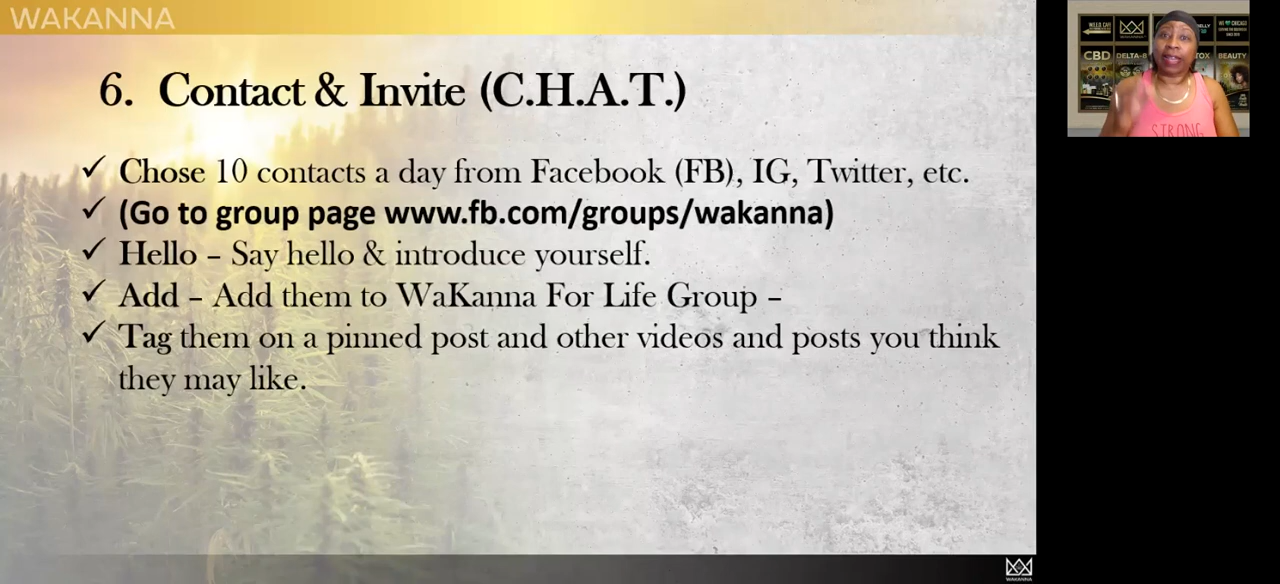 WAKANNA
6. Contact & Invite (C.H.A.T.)
✓ Chose 10 contacts a day from Facebook (FB), IG, Twitter, etc.
✓ (Go to group page www.fb.com/groups/wakanna)
✓ Hello – Say hello & introduce yourself.
✓ Add – Add them to WaKanna For Life Group –
✓ Tag them on a pinned post and other videos and posts you think
they may like.
WAKANNA
CBD
DELTA-8
BEAUTY
STRONG